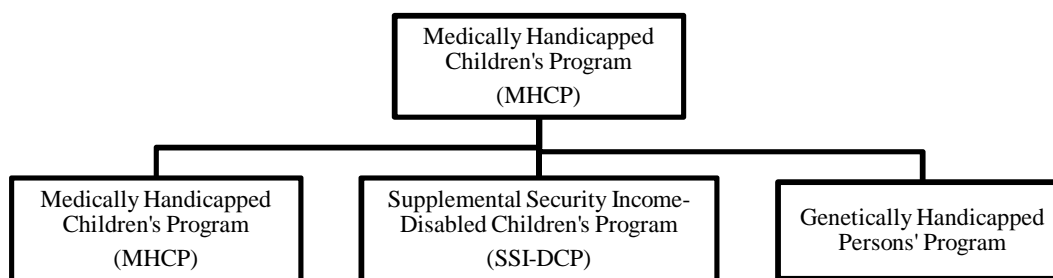 Medically Handicapped
Children's Program
(MHCP)
Medically Handicapped
Children's Program
(MHCP)
Supplemental Security Income-
Disabled Children's Program
(SSI-DCP)
Genetically Handicapped
Persons' Program